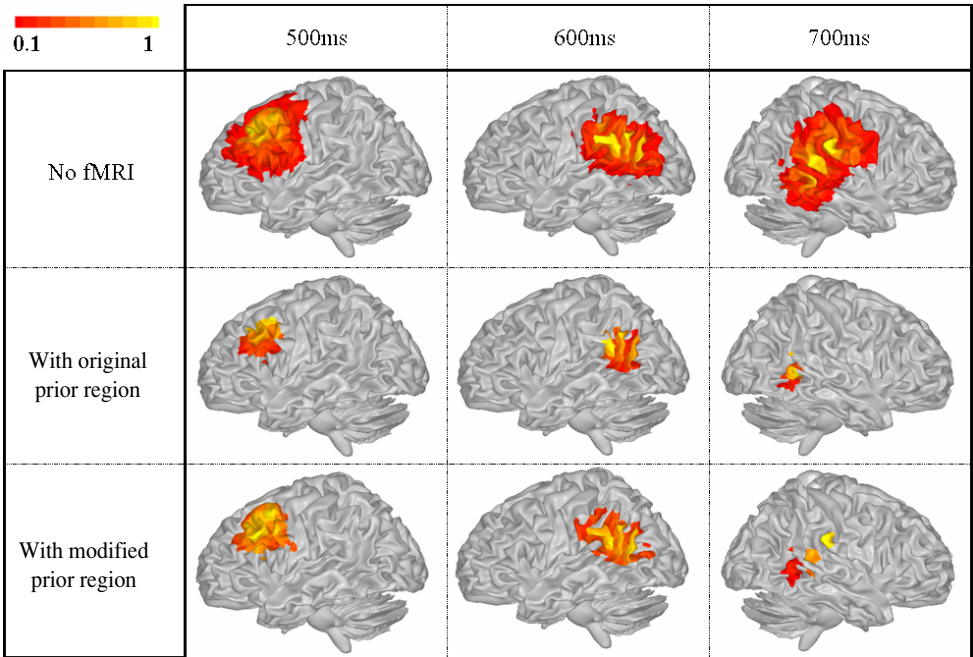 0.1 1
500ms 600ms 700ms
No fMRI
With original
prior region
With modified
prior region